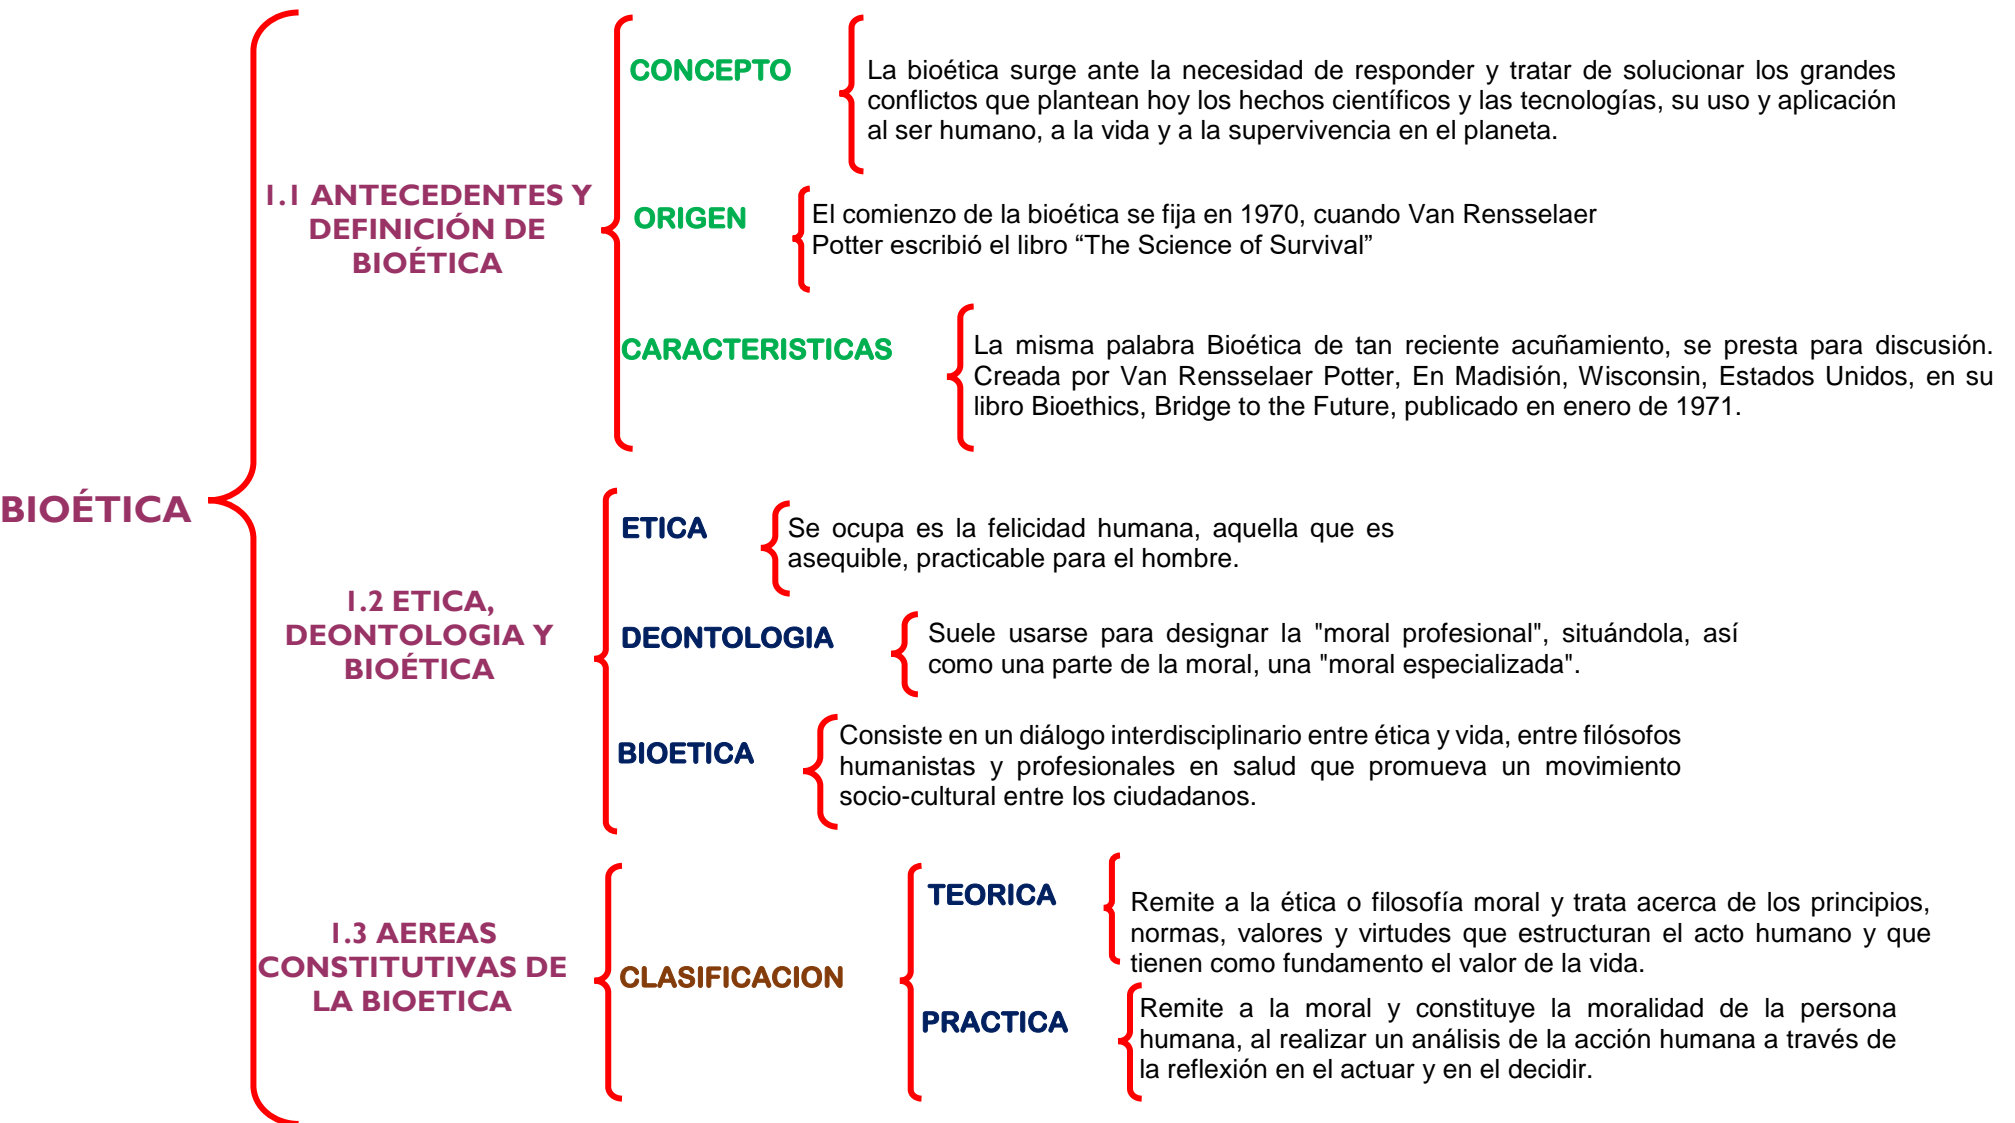 BIOÉTICA
1.1 ANTECEDENTES Y
DEFINICIÓN DE
BIOÉTICA
CONCEPTO
La bioética surge ante la necesidad de responder y tratar de solucionar los grandes
conflictos que plantean hoy los hechos científicos y las tecnologías, su uso y aplicación
al ser humano, a la vida y a la supervivencia en el planeta.
ORIGEN
El comienzo de la bioética se fija en 1970, cuando Van Rensselaer
Potter escribió el libro “The Science of Survival”
CARACTERISTICAS
La misma palabra Bioética de tan reciente acuñamiento, se presta para discusión.
Creada por Van Rensselaer Potter, En Madisión, Wisconsin, Estados Unidos, en su
libro Bioethics, Bridge to the Future, publicado en enero de 1971.
1.2 ETICA,
DEONTOLOGIA Y
BIOÉTICA
ETICA
Se ocupa es la felicidad humana, aquella que es
asequible, practicable para el hombre.
DEONTOLOGIA
Suele usarse para designar la "moral profesional", situándola, así
como una parte de la moral, una "moral especializada".
BIOETICA
Consiste en un diálogo interdisciplinario entre ética y vida, entre filósofos
humanistas y profesionales en salud que promueva un movimiento
socio-cultural entre los ciudadanos.
1.3 AEREAS
CONSTITUTIVAS DE
LA BIOETICA
CLASIFICACION
TEORICA
Remite a la ética o filosofía moral y trata acerca de los principios,
normas, valores y virtudes que estructuran el acto humano y que
tienen como fundamento el valor de la vida.
PRACTICA
Remite a la moral y constituye la moralidad de la persona
humana, al realizar un análisis de la acción humana a través de
la reflexión en el actuar y en el decidir.